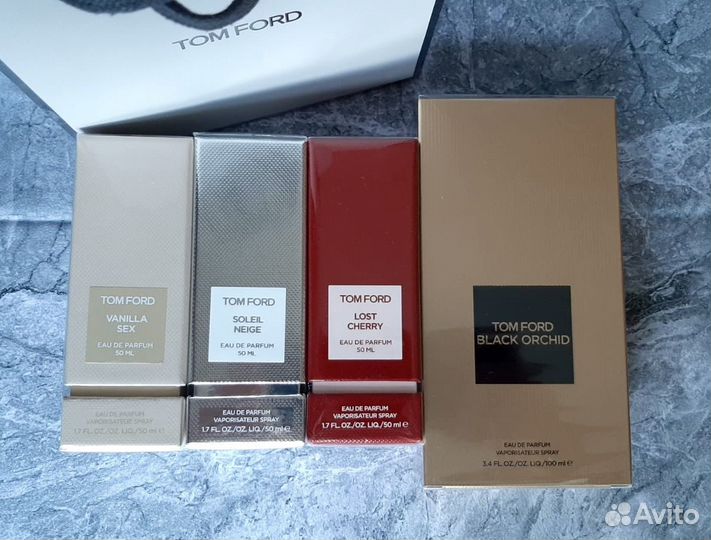 TOM FORD
TOM FORD
VANILLA
SEX
EAU DE PARFUM
50 ML
EAU DE PARFUM
VAPORISATEUR SPRAY
1.7 FL. OZ./OZ. LIQ./50 ml ℮
TOM FORD
SOLEIL
NEIGE
EAU DE PARFUM
50 ML
EAU DE PARFUM
VAPORISATEUR SPRAY
1.7 FL. OZ./OZ. LIQ./50 ml ℮
TOM FORD
LOST
CHERRY
EAU DE PARFUM
50 ML
EAU DE PARFUM
VAPORISATEUR SPRAY
1.7 FL. OZ./OZ. LIQ./50 ml ℮
TOM FORD
BLACK ORCHID
EAU DE PARFUM
VAPORISATEUR SPRAY
3.4 FL. OZ./OZ. LIQ./100 ml ℮
Avito